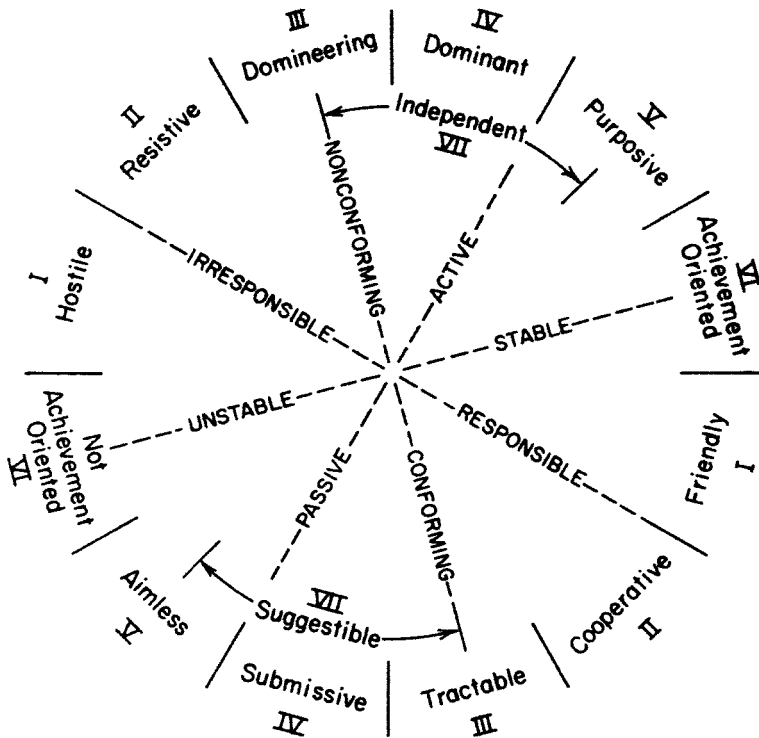 III
Domineering
IV
Dominant
II
Resistive
Independent
VII
V
Purposive
NONCONFORMING
ACTIVE
I
Hostile
IRRESPONSIBLE
VI
Achievement
Oriented
STABLE
UNSTABLE
RESPONSIBLE
Not
Achievement
Oriented
VI
Friendly
I
PASSIVE
CONFORMING
Aimless
V
VII
Suggestible
Cooperative
II
Submissive
IV
Tractable
III